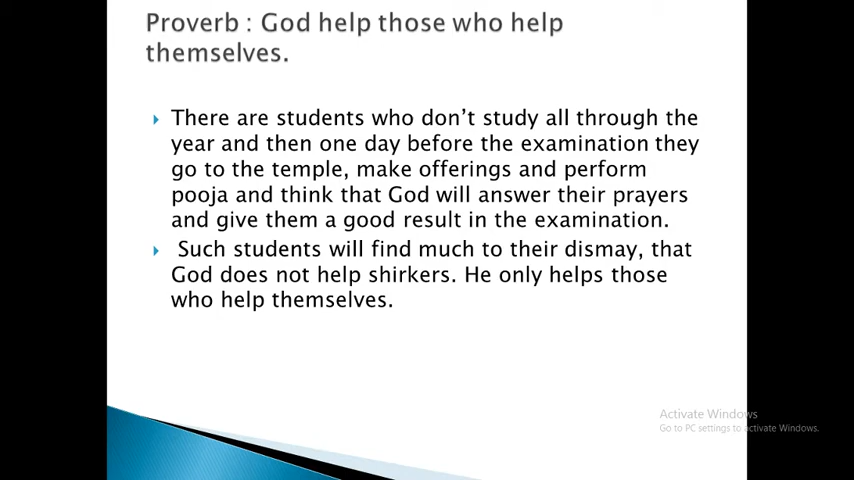 Proverb : God help those who help
themselves.
There are students who don't study all through the
year and then one day before the examination they
go to the temple, make offerings and perform
pooja and think that God will answer their prayers
and give them a good result in the examination.
Such students will find much to their dismay, that
God does not help shirkers. He only helps those
who help themselves.
Activate Windows
Go to PC settings to activate Windows.